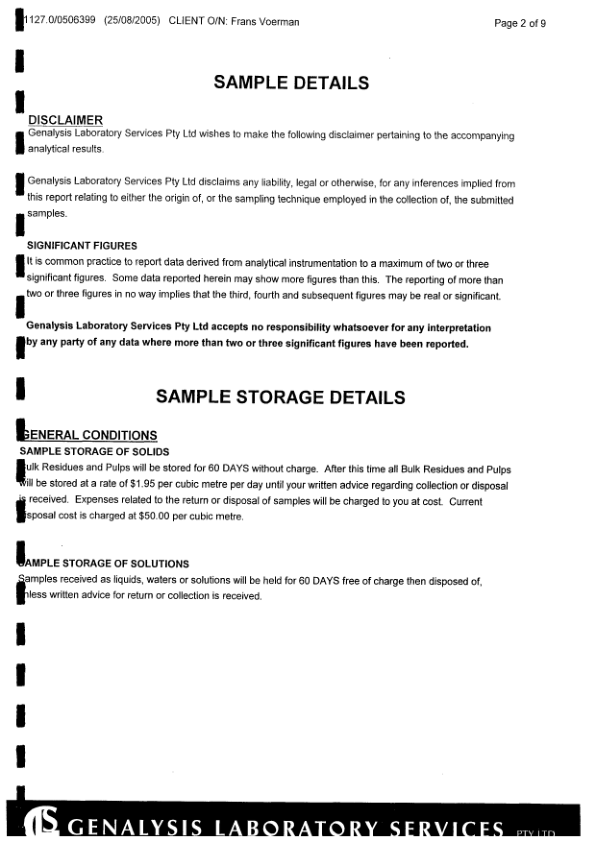 1127.0/0506399 (25/08/2005) CLIENT O/N: Frans Voerman
Page 2 of 9
SAMPLE DETAILS
DISCLAIMER
Genalysis Laboratory Services Pty Ltd wishes to make the following disclaimer pertaining to the accompanying
analytical results.
Genalysis Laboratory Services Pty Ltd disclaims any liability, legal or otherwise, for any inferences implied from
this report relating to either the origin of, or the sampling technique employed in the collection of, the submitted
samples.
SIGNIFICANT FIGURES
It is common practice to report data derived from analytical instrumentation to a maximum of two or three
significant figures. Some data reported herein may show more figures than this. The reporting of more than
two or three figures in no way implies that the third, fourth and subsequent figures may be real or significant.
Genalysis Laboratory Services Pty Ltd accepts no responsibility whatsoever for any interpretation
by any party of any data where more than two or three significant figures have been reported.
SAMPLE STORAGE DETAILS
GENERAL CONDITIONS
SAMPLE STORAGE OF SOLIDS
ulk Residues and Pulps will be stored for 60 DAYS without charge. After this time all Bulk Residues and Pulps
will be stored at a rate of $1.95 per cubic metre per day until your written advice regarding collection or disposal
is received. Expenses related to the return or disposal of samples will be charged to you at cost. Current
isposal cost is charged at $50.00 per cubic metre.
SAMPLE STORAGE OF SOLUTIONS
Samples received as liquids, waters or solutions will be held for 60 DAYS free of charge then disposed of,
nless written advice for return or collection is received.
GLS GENALYSIS LABORATORY SERVICES PTY LTD